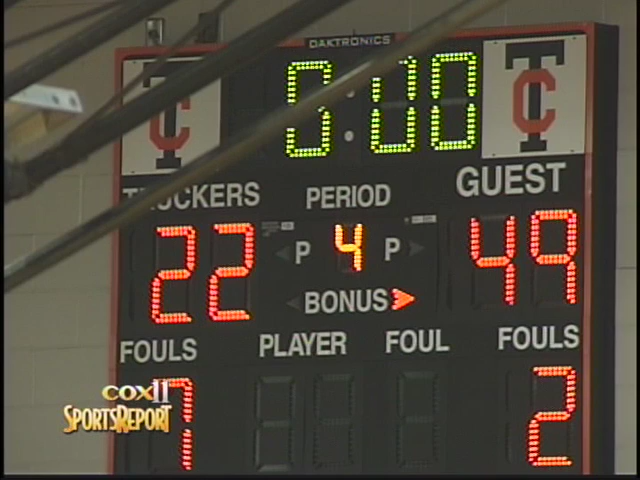 DAKTRONICS
TC 0:00 TC
TRUCKERS PERIOD GUEST
22 P 4 P 49
BONUS
FOULS PLAYER FOUL FOULS
7 2
COX11
SPORTSREPORT